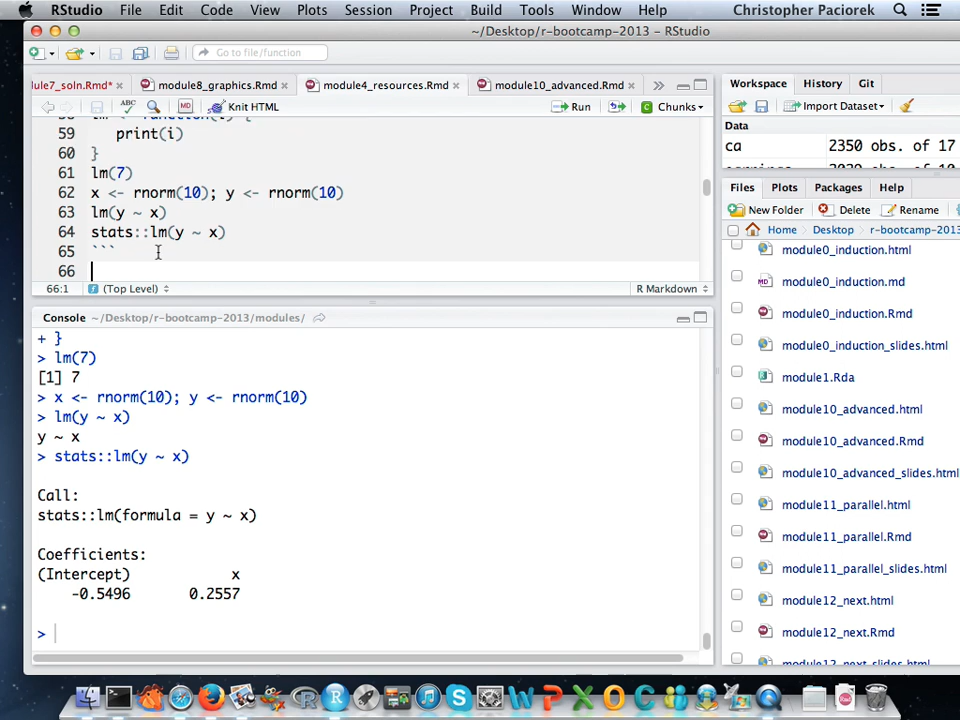 RStudio File Edit Code View Plots Session Project Build Tools Window Help Christopher Paciorek
~/Desktop/r-bootcamp-2013 - RStudio
Go to file/function
ule7_soln.Rmd* × module8_graphics.Rmd × module4_resources.Rmd × module10_advanced.Rmd ×
ABC MD Knit HTML Run C Chunks
59 print(i)
60 }
61 lm(7)
62 x <- rnorm(10); y <- rnorm(10)
63 lm(y ~ x)
64 stats::lm(y ~ x)
65 ```
66
66:1 (Top Level) R Markdown
Console ~/Desktop/r-bootcamp-2013/modules/
+ }
> lm(7)
[1] 7
> x <- rnorm(10); y <- rnorm(10)
> lm(y ~ x)
y ~ x
> stats::lm(y ~ x)
Call:
stats::lm(formula = y ~ x)
Coefficients:
(Intercept) x
-0.5496 0.2557
>
Workspace History Git
Import Dataset
Data
ca 2350 obs. of 17
Files Plots Packages Help
New Folder Delete Rename
Home Desktop r-bootcamp-2013
module0_induction.html
module0_induction.md
module0_induction.Rmd
module0_induction_slides.html
module1.Rda
module10_advanced.html
module10_advanced.Rmd
module10_advanced_slides.html
module11_parallel.html
module11_parallel.Rmd
module11_parallel_slides.html
module12_next.html
module12_next.Rmd
module12_next_slides.html